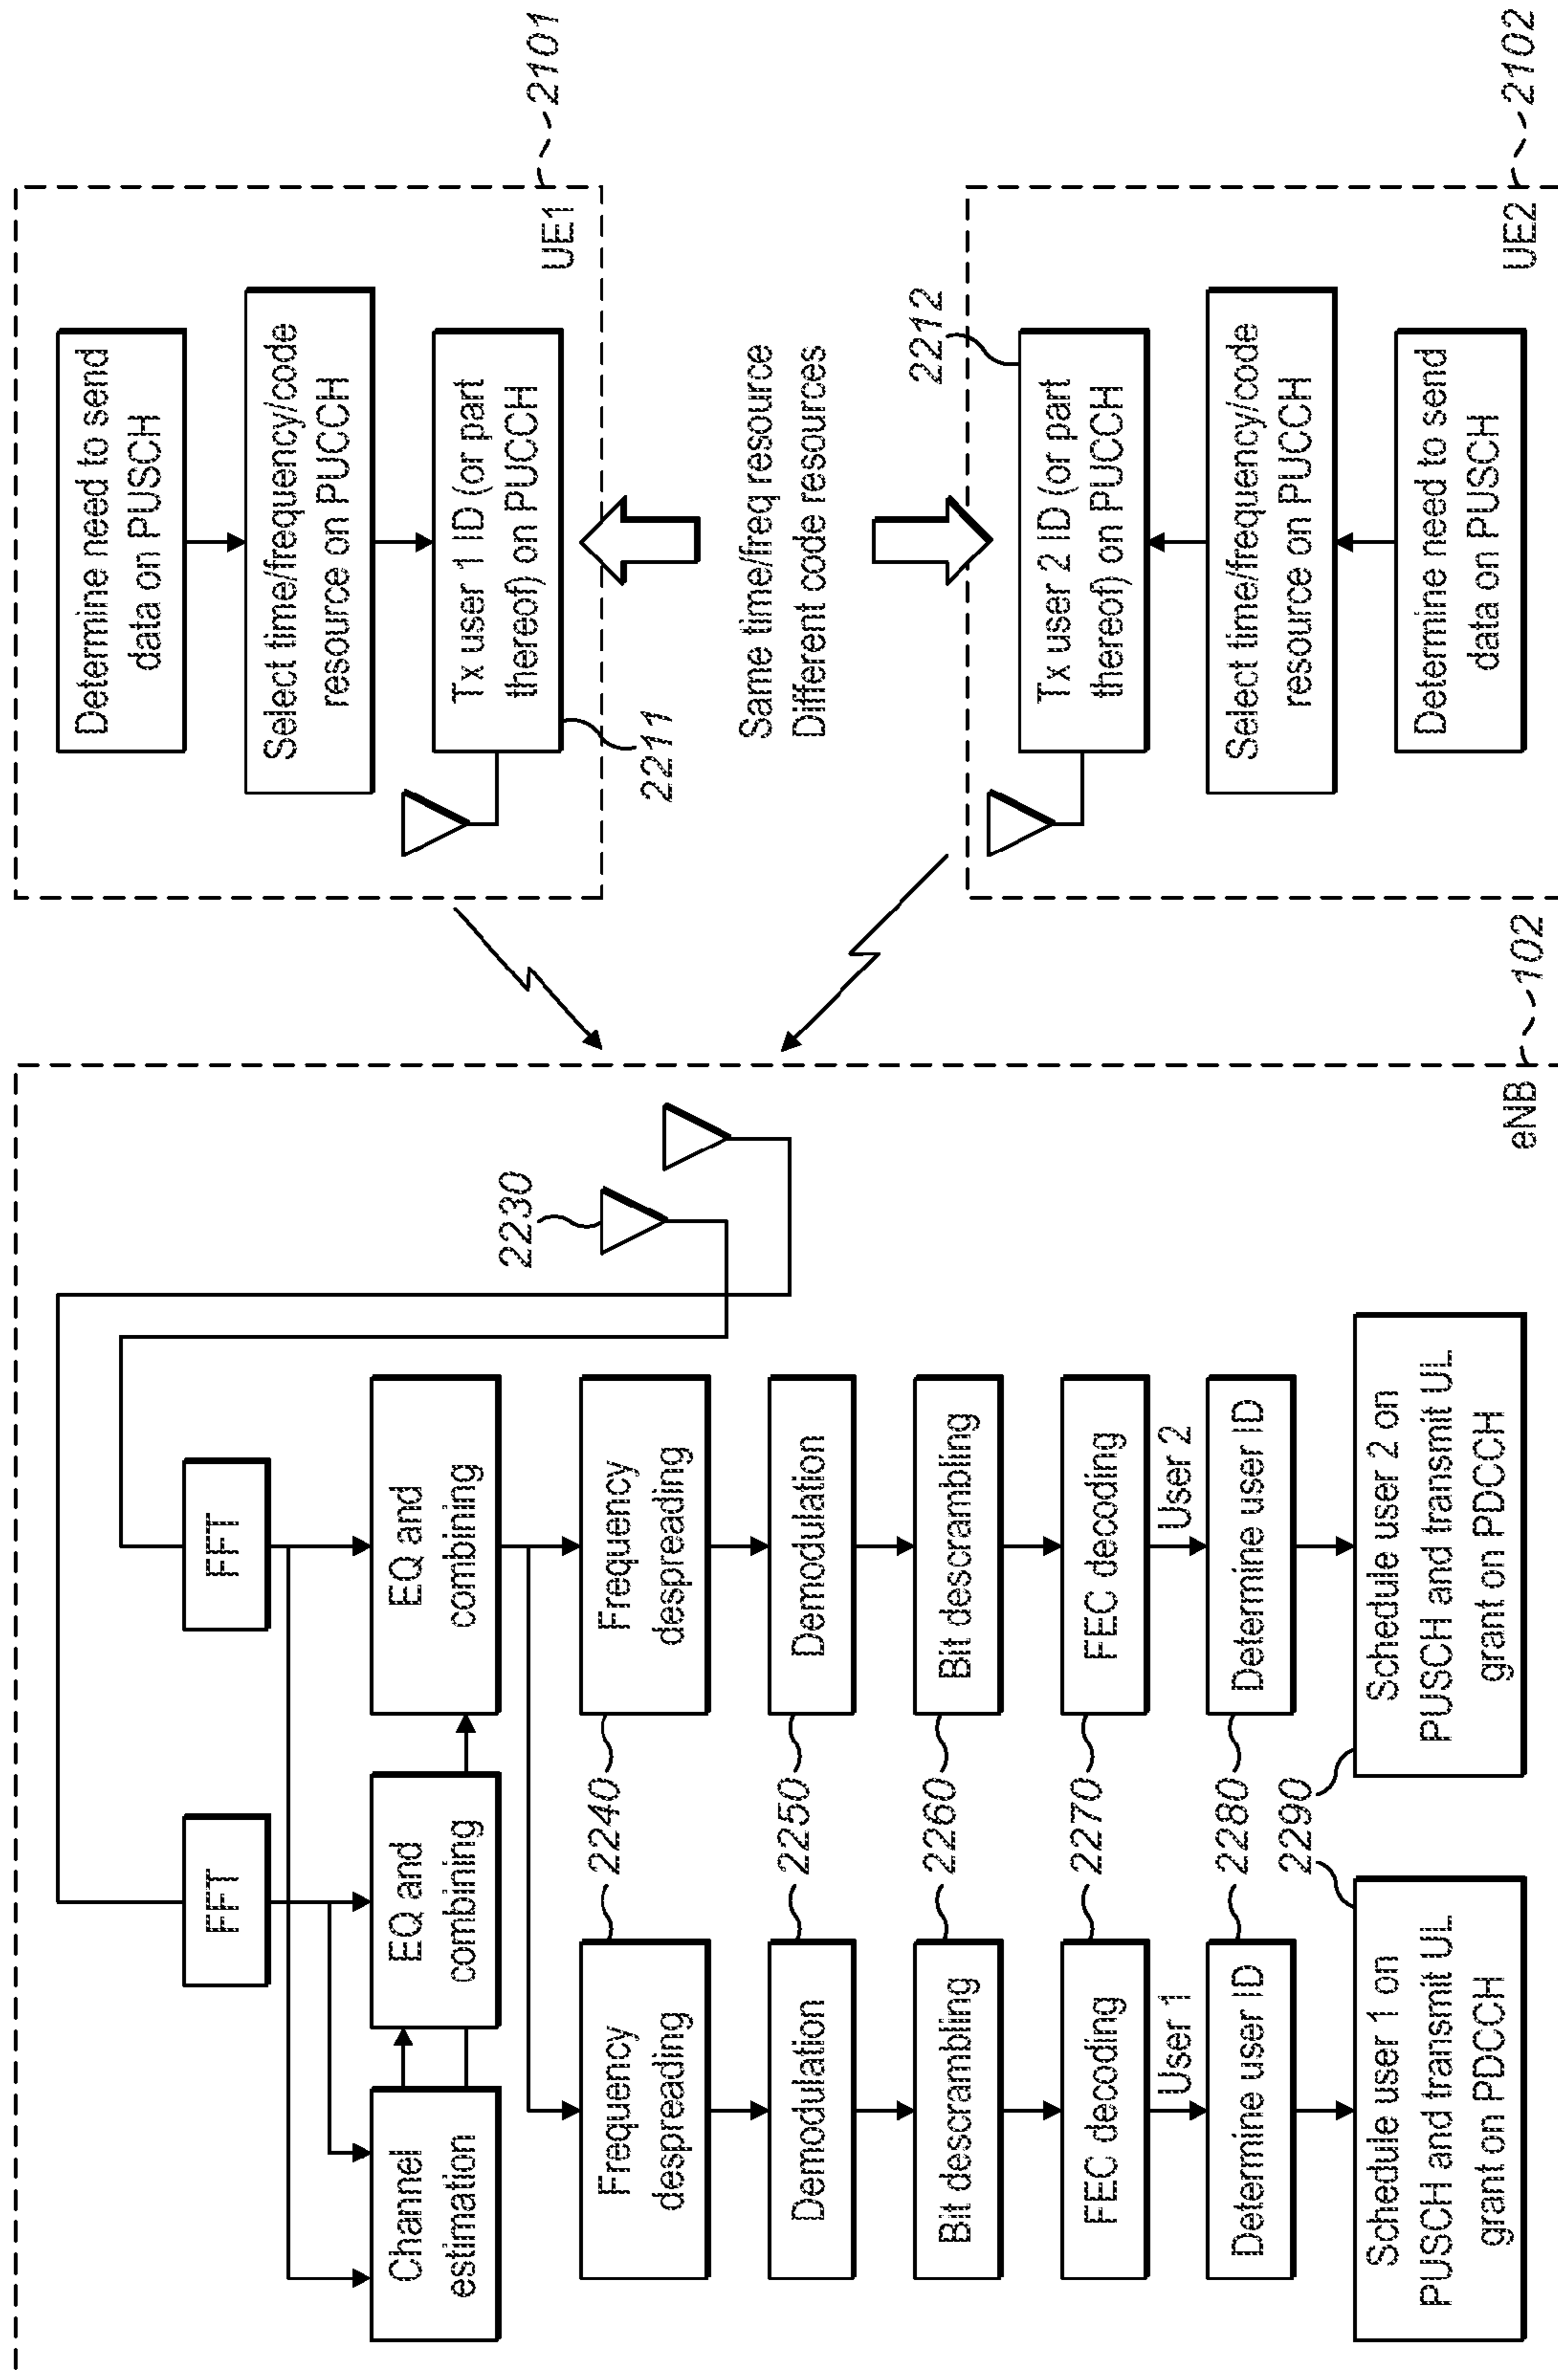 FFT
FFT
Channel
estimation
EQ and
combining
EQ and
combining
2230
Frequency
despreading
2240
Frequency
despreading
Demodulation
2250
Demodulation
Bit descrambling
2260
Bit descrambling
FEC decoding
2270
FEC decoding
User 1
User 2
Determine user ID
2280
Determine user ID
Schedule user 1 on
PUSCH and transmit UL
grant on PDCCH
2290
Schedule user 2 on
PUSCH and transmit UL
grant on PDCCH
eNB
102
Determine need to send
data on PUSCH
Select time/frequency/code
resource on PUCCH
Tx user 1 ID (or part
thereof) on PUCCH
2211
UE1
2101
Same time/freq resource
Different code resources
2212
Tx user 2 ID (or part
thereof) on PUCCH
Select time/frequency/code
resource on PUCCH
Determine need to send
data on PUSCH
UE2
2102